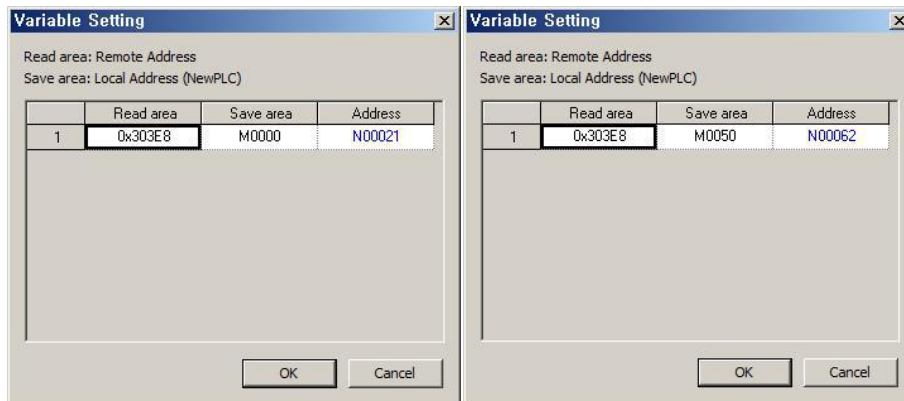 Variable Setting
Read area: Remote Address
Save area: Local Address (NewPLC)
Read area Save area Address
1 0x303E8 M0000 N00021
OK Cancel
Variable Setting
Read area: Remote Address
Save area: Local Address (NewPLC)
Read area Save area Address
1 0x303E8 M0050 N00062
OK Cancel